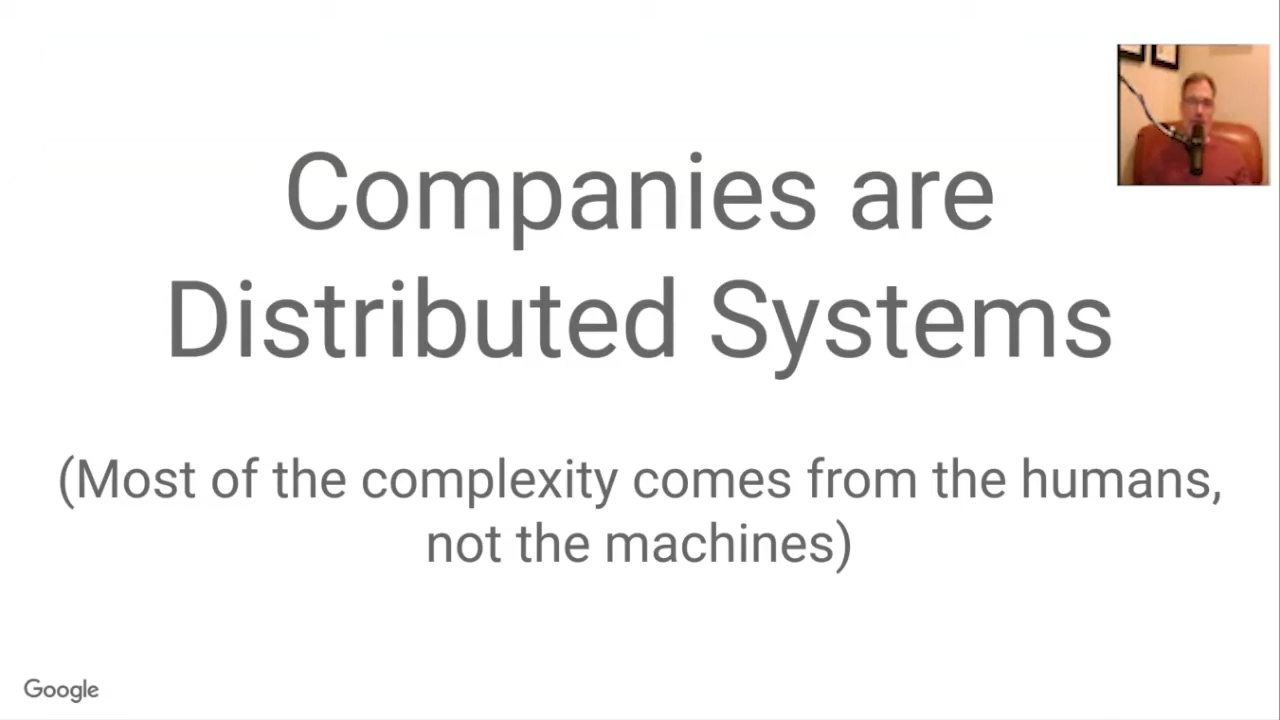 Companies are
Distributed Systems
(Most of the complexity comes from the humans,
not the machines)
Google